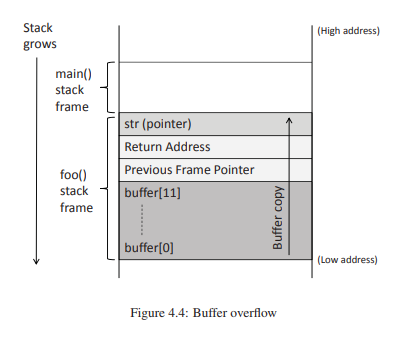 Stack
grows
(High address)
main()
stack
frame
str (pointer)
Return Address
Previous Frame Pointer
foo()
stack
frame
buffer[11]
Buffer copy
buffer[0]
(Low address)
Figure 4.4: Buffer overflow